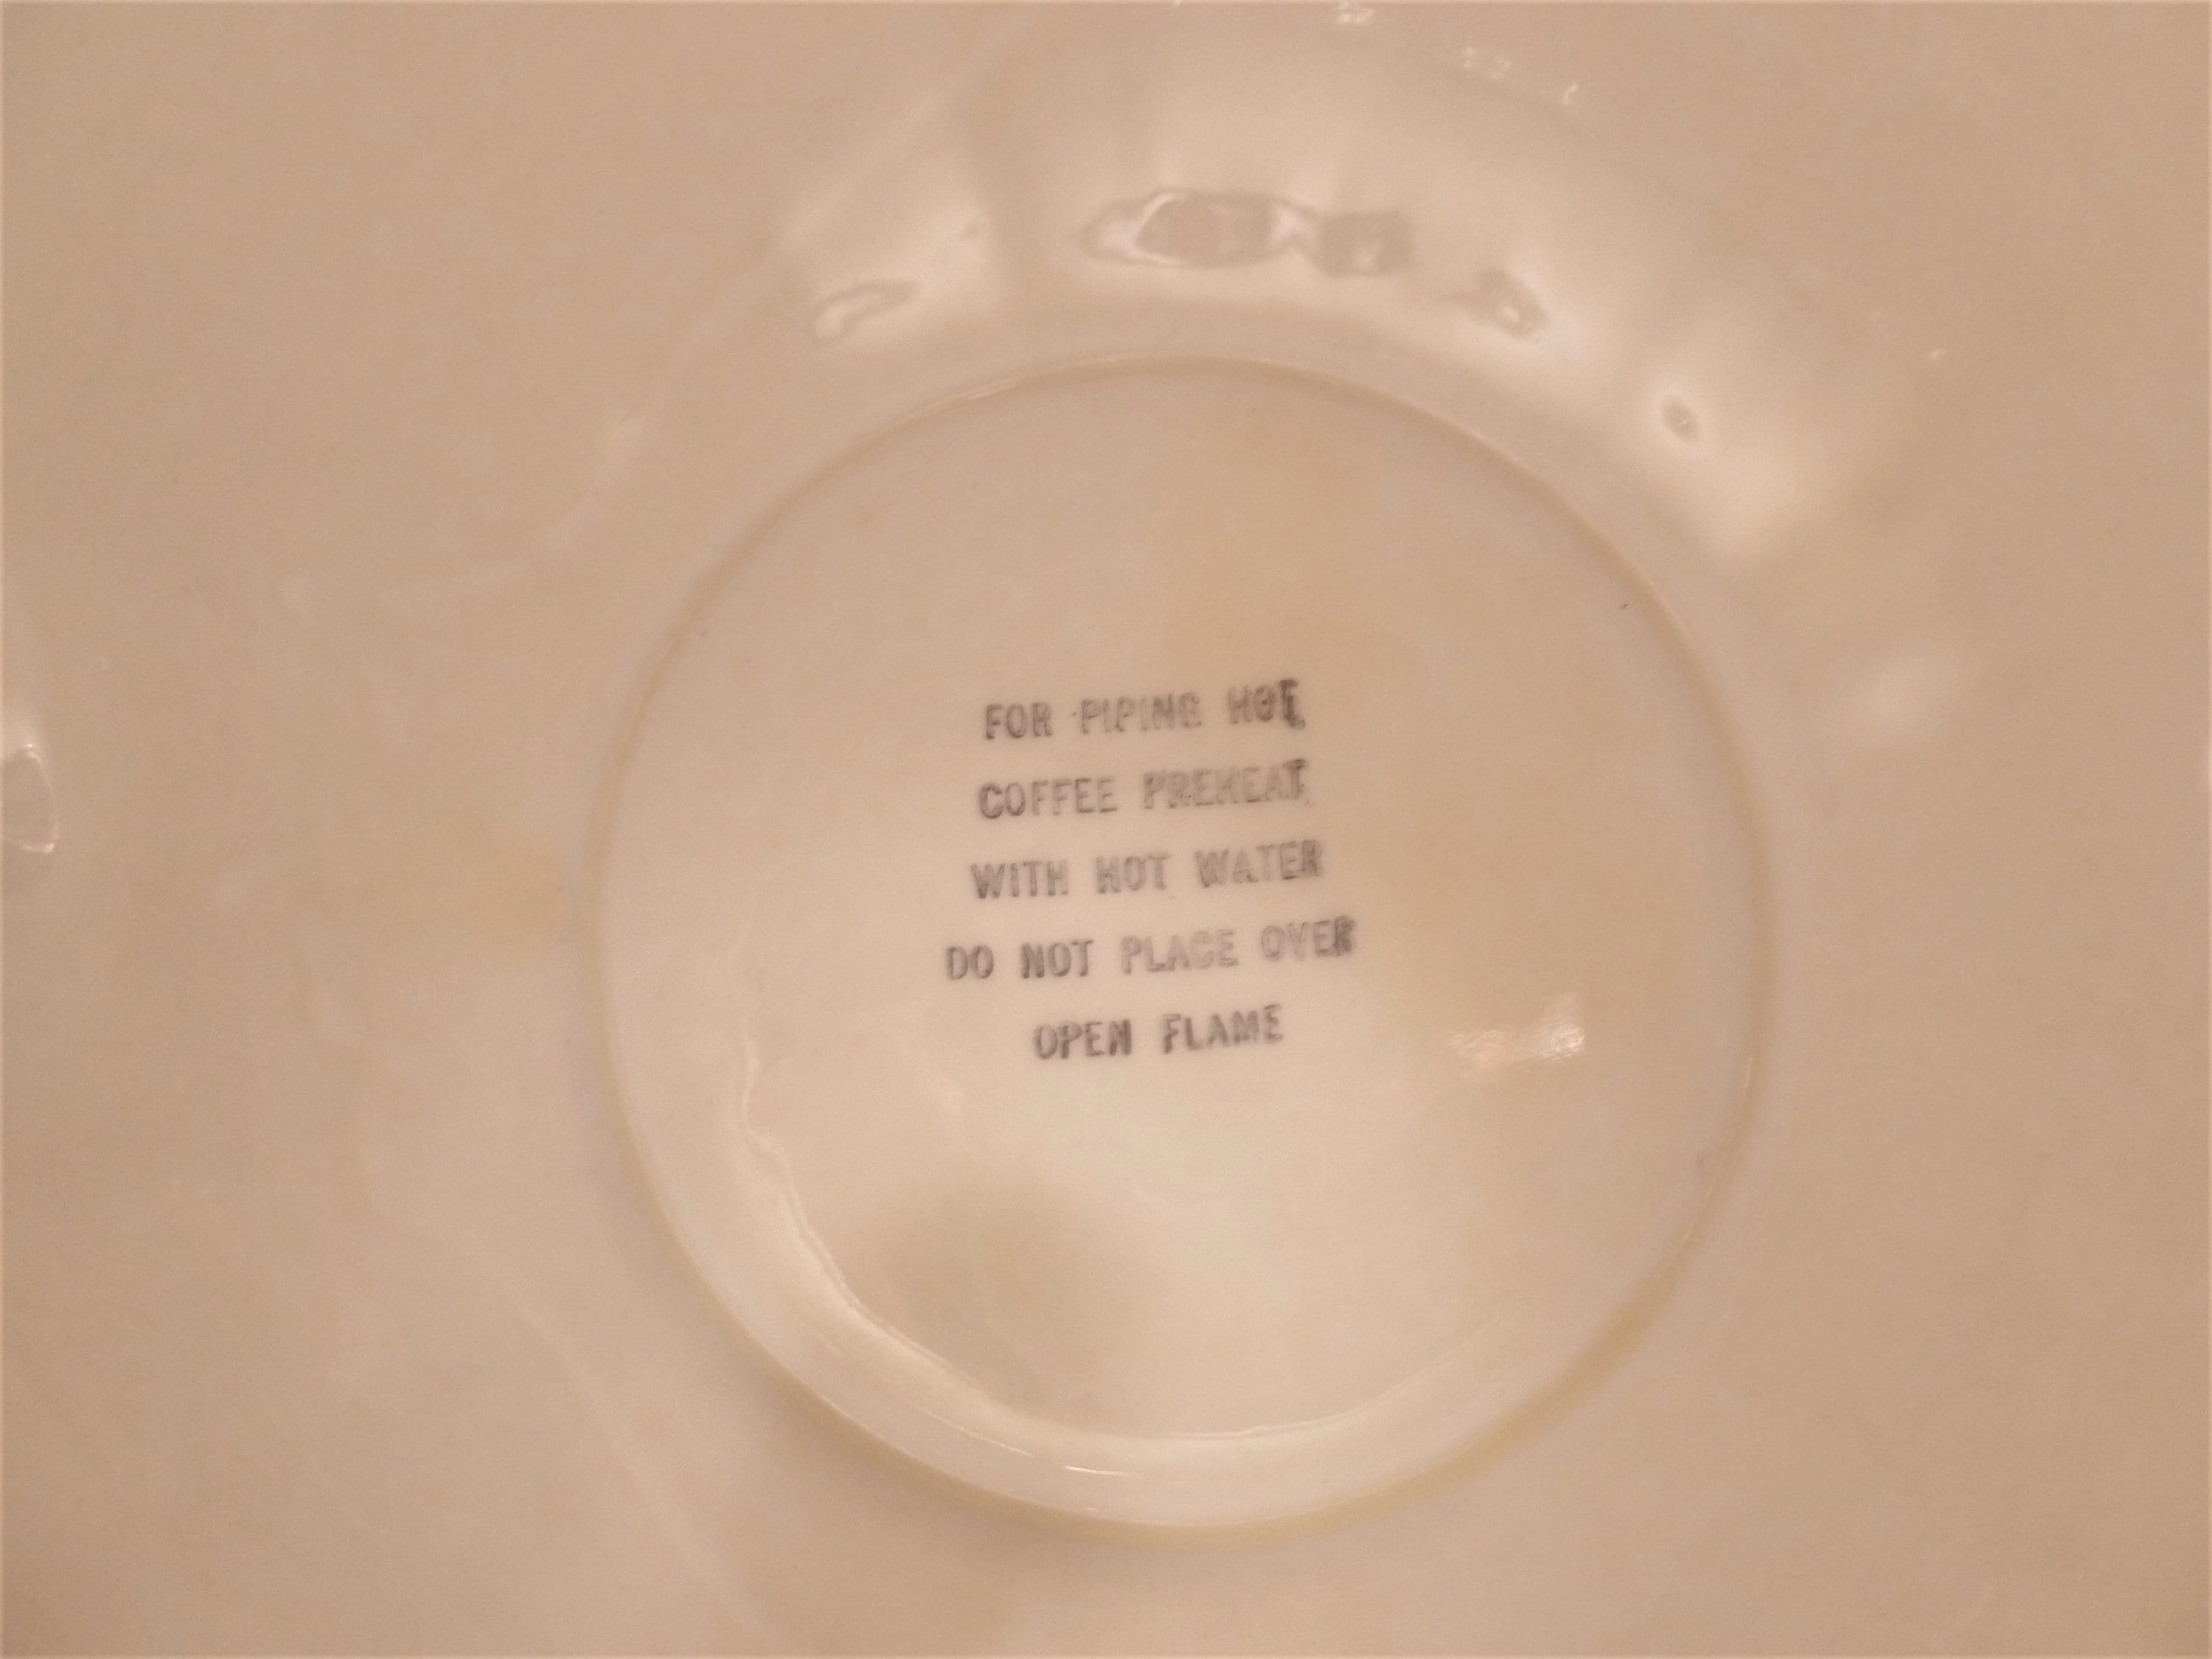 FOR PIPING HOT
COFFEE PREHEAT
WITH HOT WATER
DO NOT PLACE OVER
OPEN FLAME